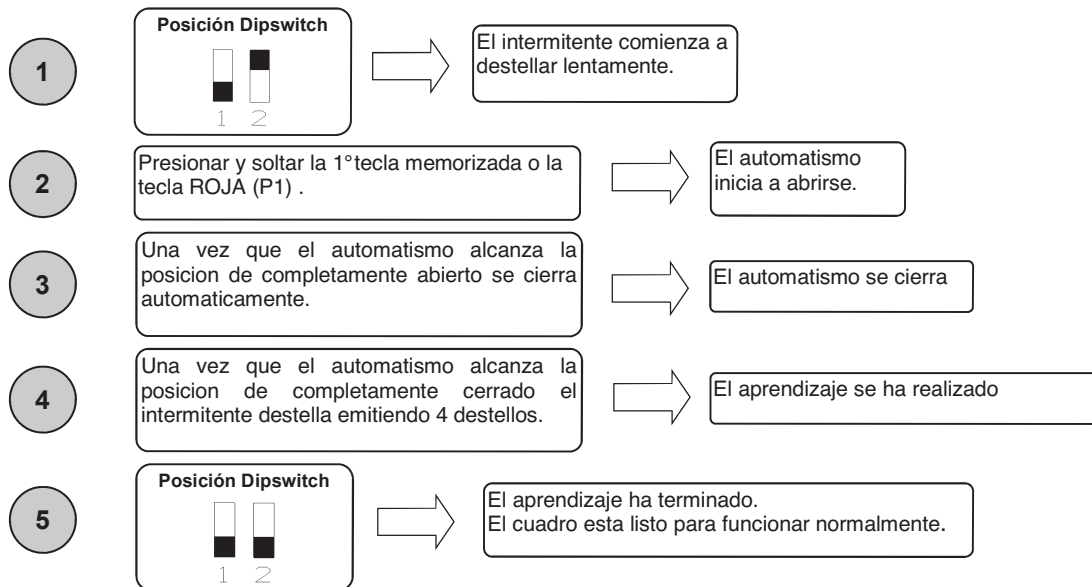 1
Posición Dipswitch
1 2
El intermitente comienza a
destellar lentamente.
2
Presionar y soltar la 1° tecla memorizada o la
tecla ROJA (P1) .
El automatismo
inicia a abrirse.
3
Una vez que el automatismo alcanza la
posicion de completamente abierto se cierra
automaticamente.
El automatismo se cierra
4
Una vez que el automatismo alcanza la
posicion de completamente cerrado el
intermitente destella emitiendo 4 destellos.
El aprendizaje se ha realizado
5
Posición Dipswitch
1 2
El aprendizaje ha terminado.
El cuadro esta listo para funcionar normalmente.